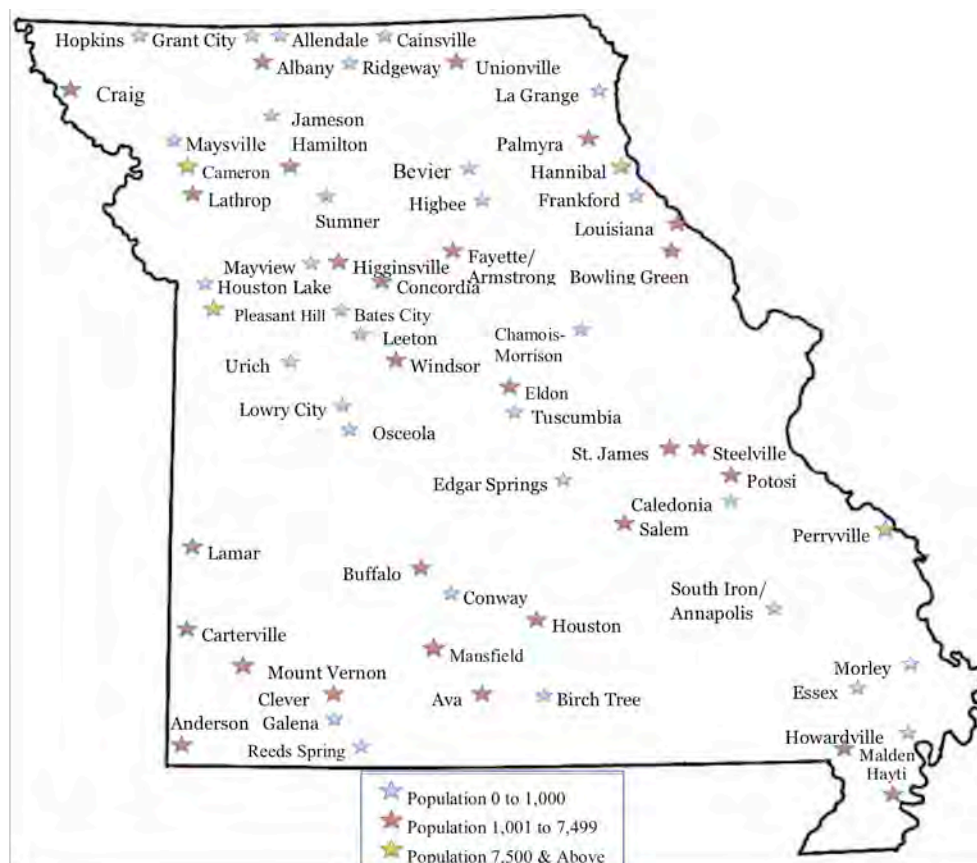 Hopkins
Grant City
Allendale
Cainsville
Albany
Ridgeway
Unionville
Craig
La Grange
Jameson
Hamilton
Palmyra
Maysville
Cameron
Bevier
Hannibal
Lathrop
Sumner
Higbee
Frankford
Louisiana
Mayview
Higginsville
Fayette/
Armstrong
Bowling Green
Houston Lake
Concordia
Pleasant Hill
Bates City
Leeton
Chamois-
Morrison
Urich
Windsor
Eldon
Lowry City
Tuscumbia
Osceola
St. James
Steelville
Edgar Springs
Potosi
Caledonia
Salem
Perryville
Lamar
Buffalo
Conway
South Iron/
Annapolis
Houston
Carterville
Mansfield
Mount Vernon
Morley
Clever
Ava
Birch Tree
Essex
Anderson
Galena
Reeds Spring
Howardville
Malden
Hayti
Population 0 to 1,000
Population 1,001 to 7,499
Population 7,500 & Above